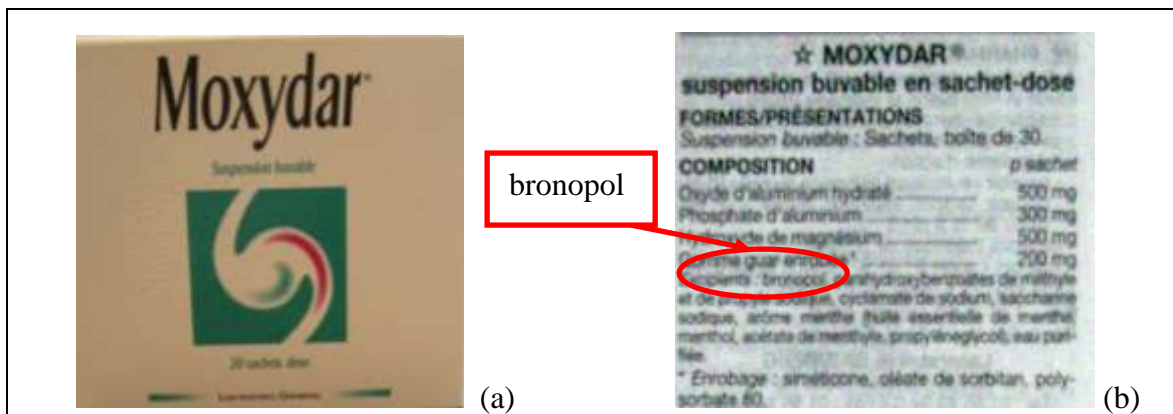 Moxydar
Suspension buvable
(a)
bronopol
☆ MOXYDAR®
suspension buvable en sachet-dose
FORMES/PRÉSENTATIONS
Suspension buvable : Sachets, boîte de 30.
COMPOSITION p sachet
Oxyde d'aluminium hydraté 500 mg
Phosphate d'aluminium 300 mg
Hydroxyde de magnésium 500 mg
Gomme guar enrobée* 200 mg
Excipients : bronopol, parahydroxybenzoates de méthyle
et de propyle sodique, cyclamate de sodium, saccharine
sodique, arôme menthe (huile essentielle de menthe,
menthol, acétate de menthyle, propylèneglycol), eau puri-
fiée.
* Enrobage : siméticone, oléate de sorbitan, poly-
sorbate 80.
(b)